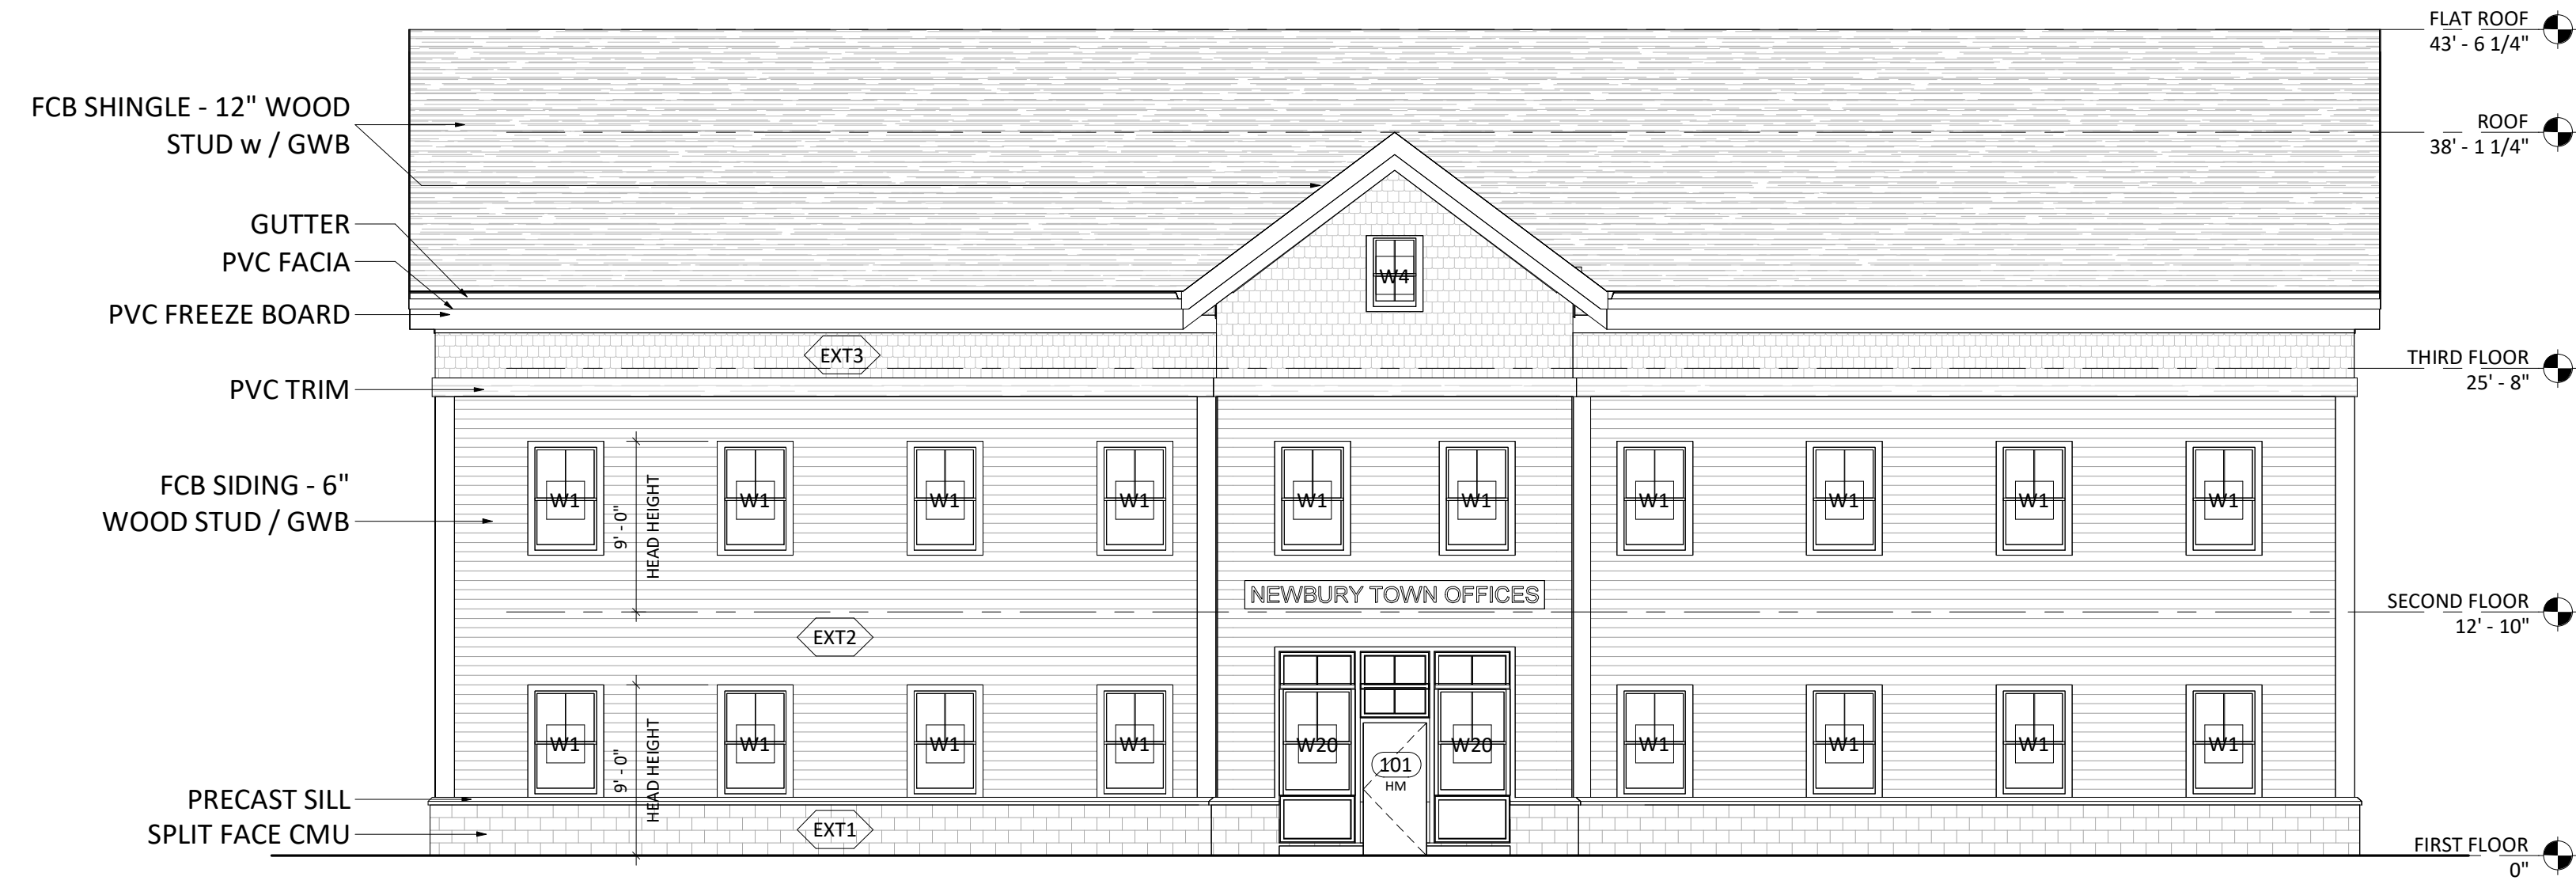 FLAT ROOF
43' - 6 1/4"
FCB SHINGLE - 12" WOOD
STUD w / GWB
ROOF
38' - 1 1/4"
GUTTER
PVC FACIA
W4
PVC FREEZE BOARD
EXT3
THIRD FLOOR
25' - 8"
PVC TRIM
FCB SIDING - 6"
WOOD STUD / GWB
W1
9' - 0"
HEAD HEIGHT
W1
W1
W1
W1
W1
W1
W1
W1
W1
NEWBURY TOWN OFFICES
SECOND FLOOR
12' - 10"
EXT2
W1
9' - 0"
HEAD HEIGHT
W1
W1
W1
W20
101
HM
W20
W1
W1
W1
W1
PRECAST SILL
SPLIT FACE CMU
EXT1
FIRST FLOOR
0"